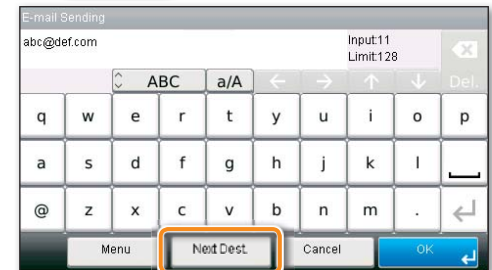 E-mail Sending
abc@def.com
Input:11
Limit:128
ABC a/A Del.
q w e r t y u i o p
a s d f g h j k l
@ z x c v b n m .
Menu Next Dest. Cancel OK